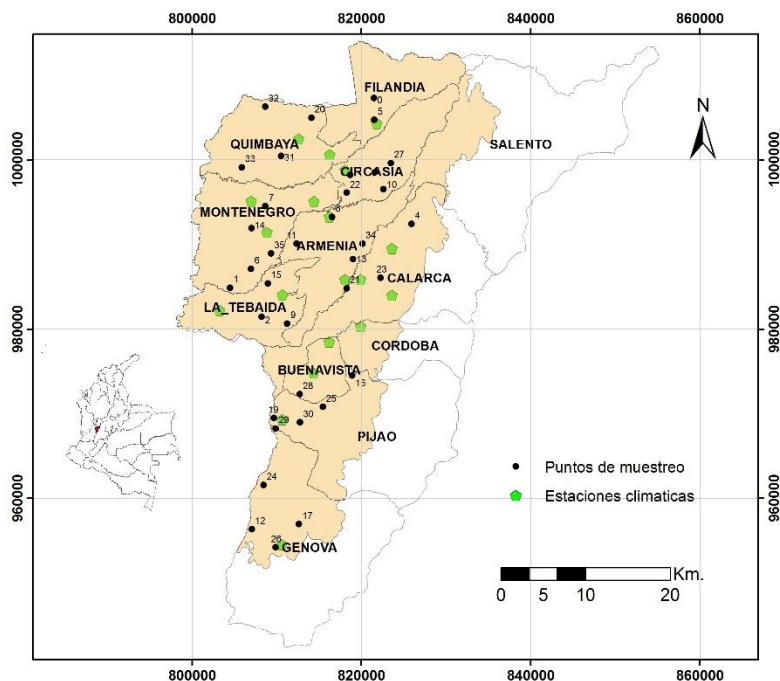 800000 820000 840000 860000
FILANDIA
32
20
0
5
N
QUIMBAYA
SALENTO
1000000
1000000
33
31
27
CIRCASIA
22
10
7
MONTENEGRO
4
14
11
ARMENIA
34
35
13
6
15
23
CALARCA
1
21
LA_TEBAIDA
2
9
980000
980000
CORDOBA
BUENAVISTA
28
25
19
29
30
PIJAO
Puntos de muestreo
24
Estaciones climaticas
960000
960000
12
17
26
GENOVA
Km.
0 5 10 20
800000 820000 840000 860000